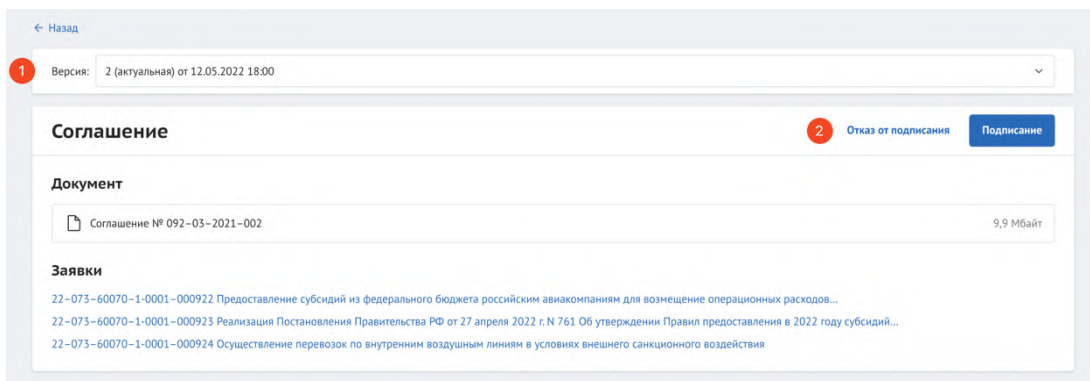 ← Назад
1 Версия: 2 (актуальная) от 12.05.2022 18:00
Соглашение 2 Отказ от подписания Подписание
Документ
Соглашение № 092–03–2021–002 9,9 Мбайт
Заявки
22–073–60070–1-0001–000922 Предоставление субсидий из федерального бюджета российским авиакомпаниям для возмещение операционных расходов...
22–073–60070–1-0001–000923 Реализация Постановления Правительства РФ от 27 апреля 2022 г. N 761 Об утверждении Правил предоставления в 2022 году субсидий...
22–073–60070–1-0001–000924 Осуществление перевозок по внутренним воздушным линиям в условиях внешнего санкционного воздействия